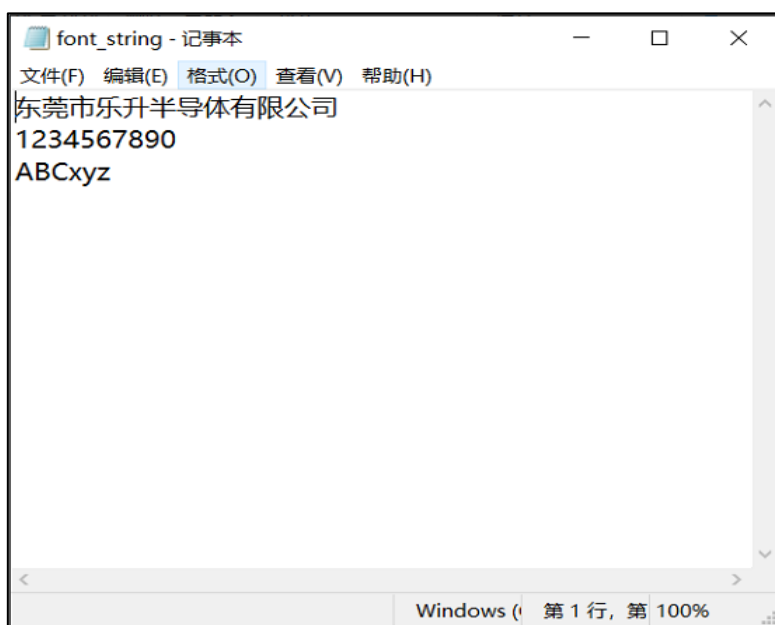 font_string - 记事本
文件(F) 编辑(E) 格式(O) 查看(V) 帮助(H)
东莞市乐升半导体有限公司
1234567890
ABCxyz
Windows ( 第 1 行，第 100%